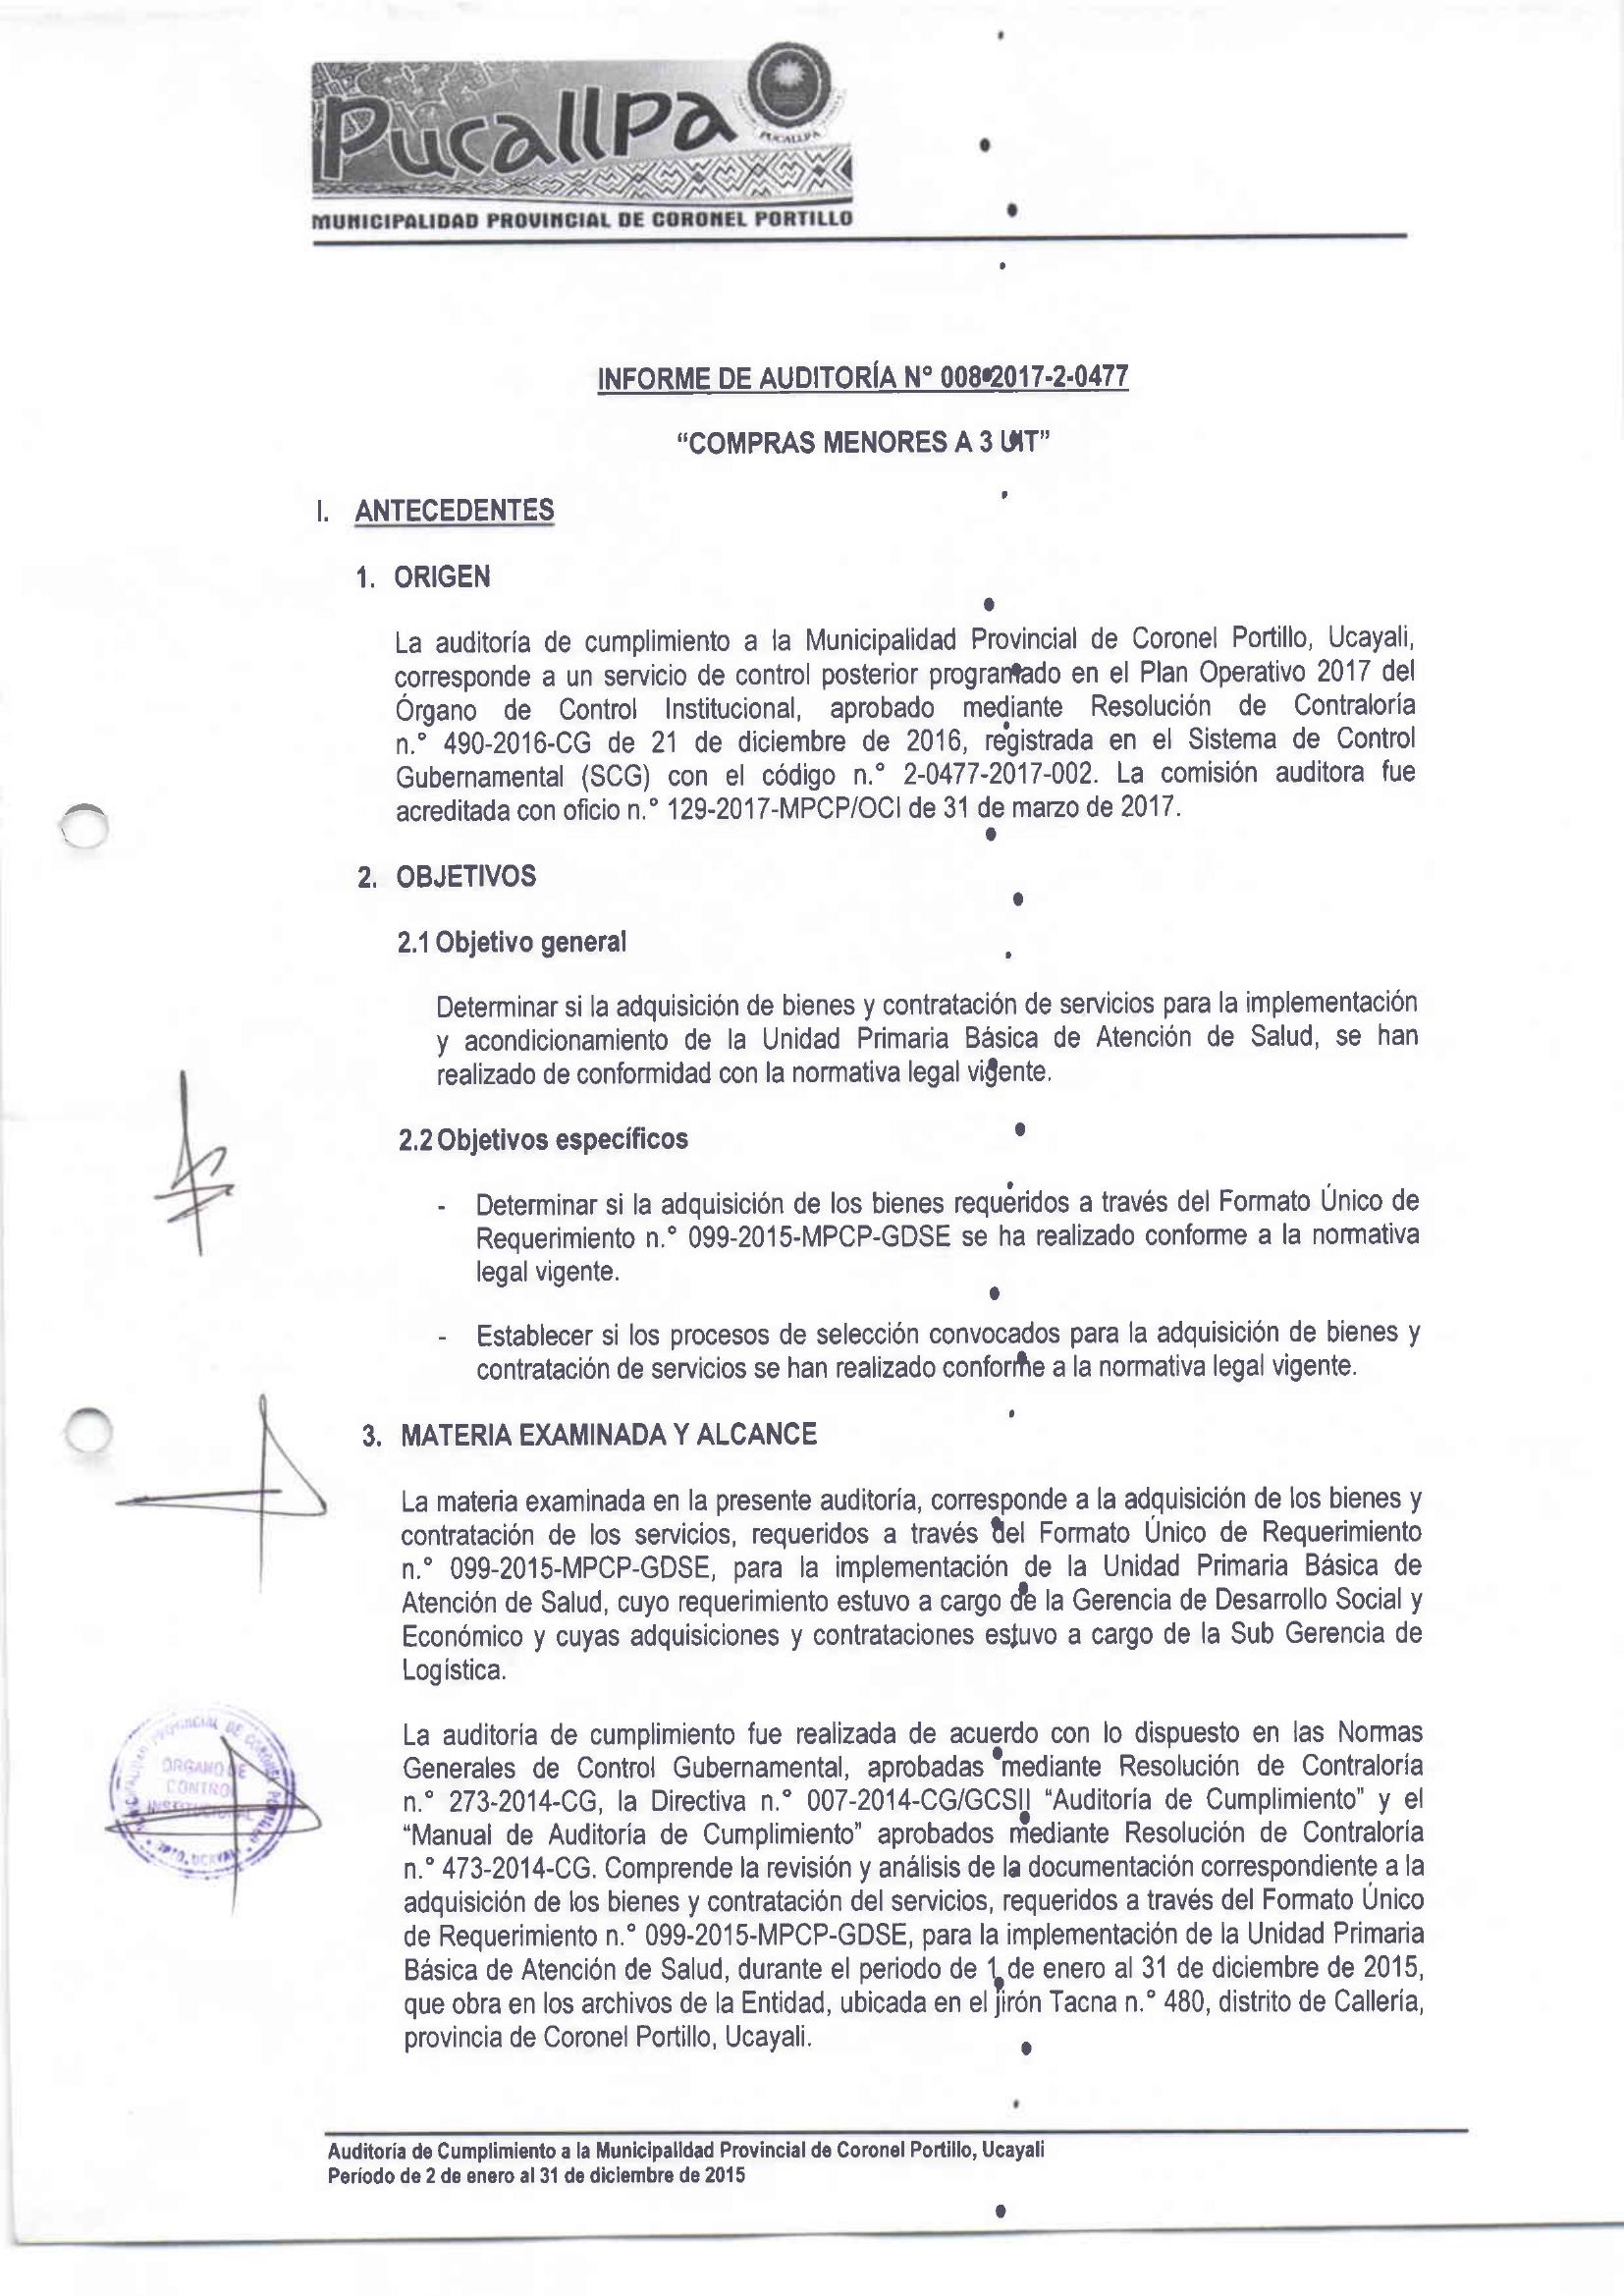 Pucallpa
PUCALLPA
MUNICIPALIDAD PROVINCIAL DE CORONEL PORTILLO
INFORME DE AUDITORÍA N° 008-2017-2-0477
“COMPRAS MENORES A 3 UIT”
I. ANTECEDENTES
1. ORIGEN
La auditoría de cumplimiento a la Municipalidad Provincial de Coronel Portillo, Ucayali,
corresponde a un servicio de control posterior programado en el Plan Operativo 2017 del
Órgano de Control Institucional, aprobado mediante Resolución de Contraloría
n.° 490-2016-CG de 21 de diciembre de 2016, registrada en el Sistema de Control
Gubernamental (SCG) con el código n.° 2-0477-2017-002. La comisión auditora fue
acreditada con oficio n.° 129-2017-MPCP/OCI de 31 de marzo de 2017.
2. OBJETIVOS
2.1 Objetivo general
Determinar si la adquisición de bienes y contratación de servicios para la implementación
y acondicionamiento de la Unidad Primaria Básica de Atención de Salud, se han
realizado de conformidad con la normativa legal vigente.
2.2 Objetivos específicos
- Determinar si la adquisición de los bienes requeridos a través del Formato Único de
Requerimiento n.° 099-2015-MPCP-GDSE se ha realizado conforme a la normativa
legal vigente.
- Establecer si los procesos de selección convocados para la adquisición de bienes y
contratación de servicios se han realizado conforme a la normativa legal vigente.
3. MATERIA EXAMINADA Y ALCANCE
La materia examinada en la presente auditoría, corresponde a la adquisición de los bienes y
contratación de los servicios, requeridos a través del Formato Único de Requerimiento
n.° 099-2015-MPCP-GDSE, para la implementación de la Unidad Primaria Básica de
Atención de Salud, cuyo requerimiento estuvo a cargo de la Gerencia de Desarrollo Social y
Económico y cuyas adquisiciones y contrataciones estuvo a cargo de la Sub Gerencia de
Logística.
La auditoría de cumplimiento fue realizada de acuerdo con lo dispuesto en las Normas
Generales de Control Gubernamental, aprobadas mediante Resolución de Contraloría
n.° 273-2014-CG, la Directiva n.° 007-2014-CG/GCSII “Auditoría de Cumplimiento” y el
“Manual de Auditoría de Cumplimiento” aprobados mediante Resolución de Contraloría
n.° 473-2014-CG. Comprende la revisión y análisis de la documentación correspondiente a la
adquisición de los bienes y contratación del servicios, requeridos a través del Formato Único
de Requerimiento n.° 099-2015-MPCP-GDSE, para la implementación de la Unidad Primaria
Básica de Atención de Salud, durante el periodo de 1 de enero al 31 de diciembre de 2015,
que obra en los archivos de la Entidad, ubicada en el jirón Tacna n.° 480, distrito de Callería,
provincia de Coronel Portillo, Ucayali.
ORGANO DE
CONTROL
INSTITUCIONAL
Auditoría de Cumplimiento a la Municipalidad Provincial de Coronel Portillo, Ucayali
Período de 2 de enero al 31 de diciembre de 2015